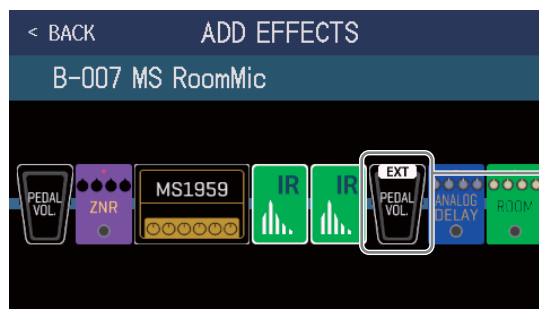 < BACK ADD EFFECTS
B-007 MS RoomMic
PEDAL
VOL.
ZNR
MS1959
IR
IR
EXT
PEDAL
VOL.
ANALOG
DELAY
ROOM